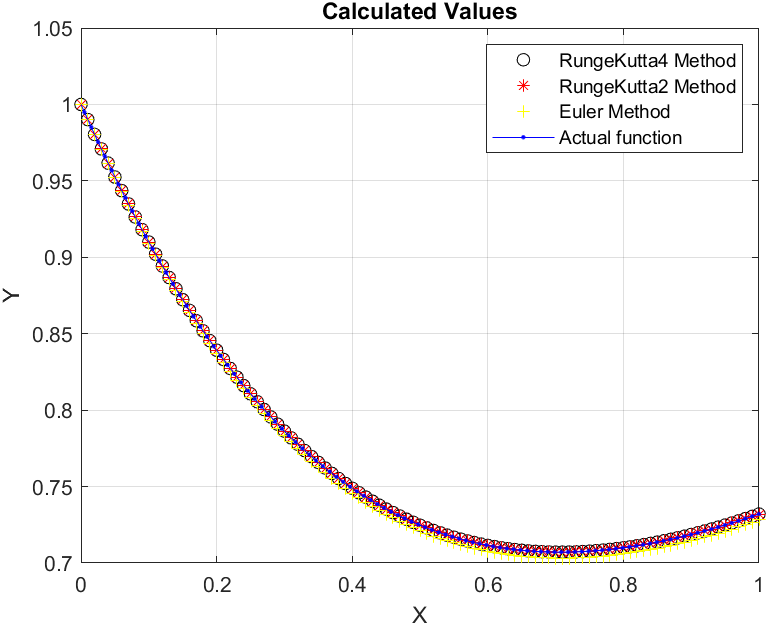 Calculated Values
1.05
1
0.95
0.9
0.85
0.8
0.75
0.7
Y
RungeKutta4 Method
RungeKutta2 Method
Euler Method
Actual function
0 0.2 0.4 0.6 0.8 1
X